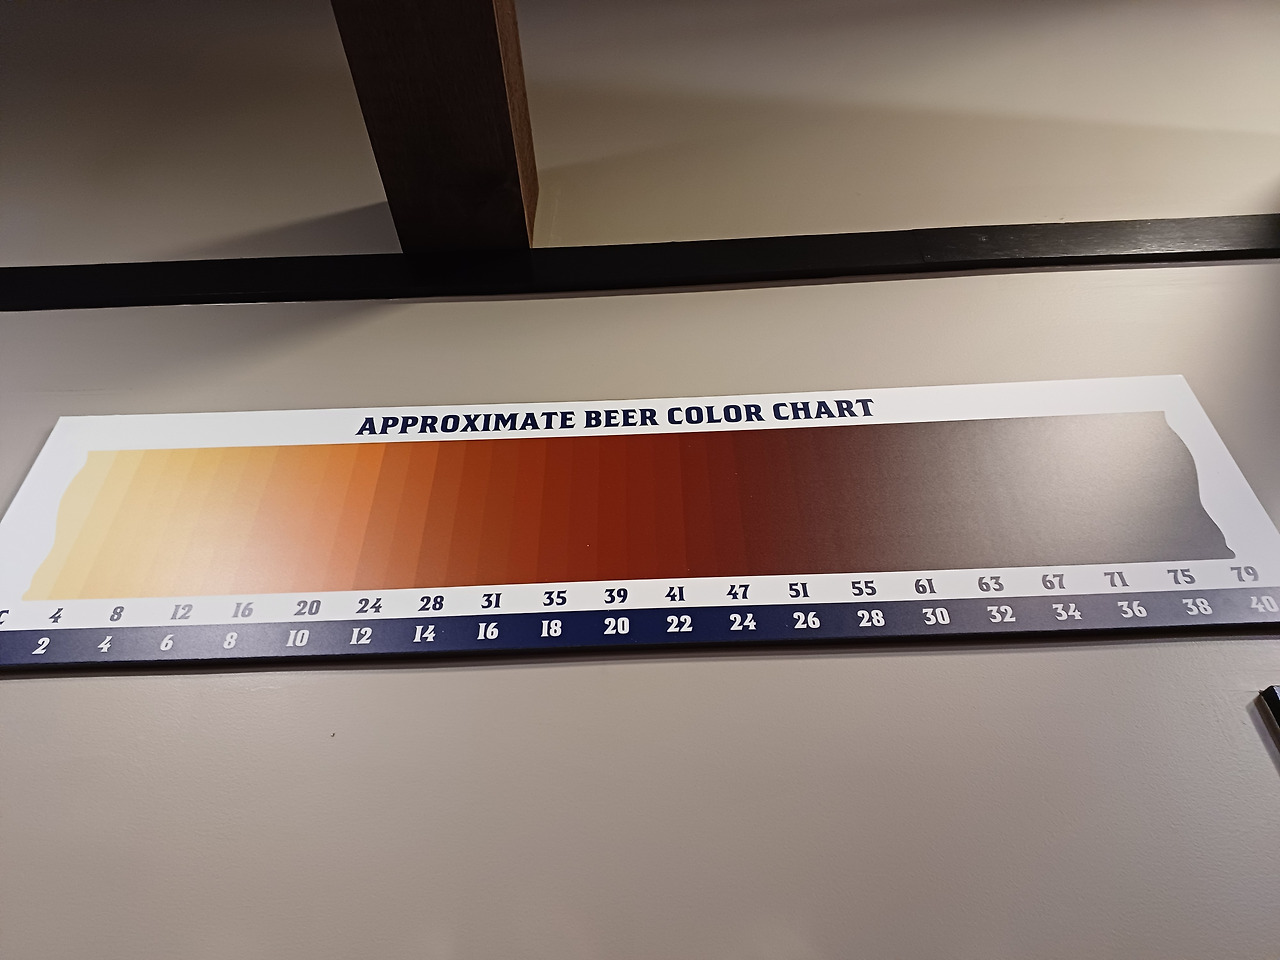 APPROXIMATE BEER COLOR CHART
4 8 12 16 20 24 28 31 35 39 41 47 51 55 61 63 67 71 75 79
2 4 6 8 10 12 14 16 18 20 22 24 26 28 30 32 34 36 38 40